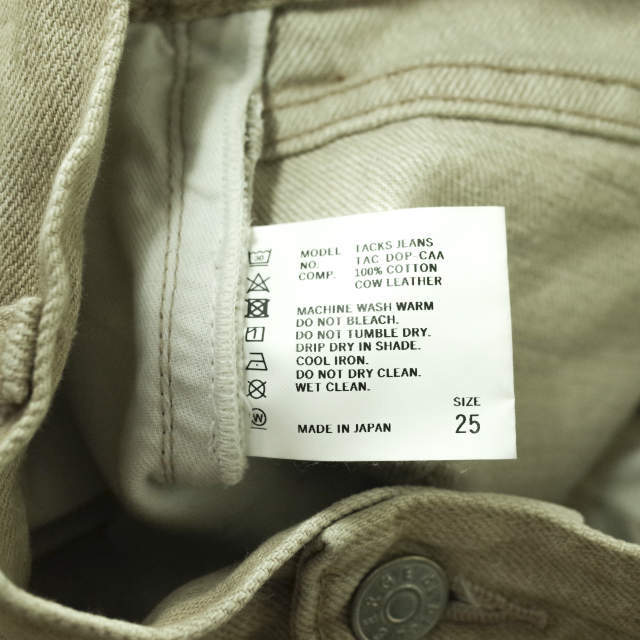 MODEL TACKS JEANS
NO. TAC DOP-CAA
COMP. 100% COTTON
COW LEATHER
MACHINE WASH WARM
DO NOT BLEACH.
DO NOT TUMBLE DRY.
DRIP DRY IN SHADE.
COOL IRON.
DO NOT DRY CLEAN.
WET CLEAN.
SIZE
MADE IN JAPAN 25